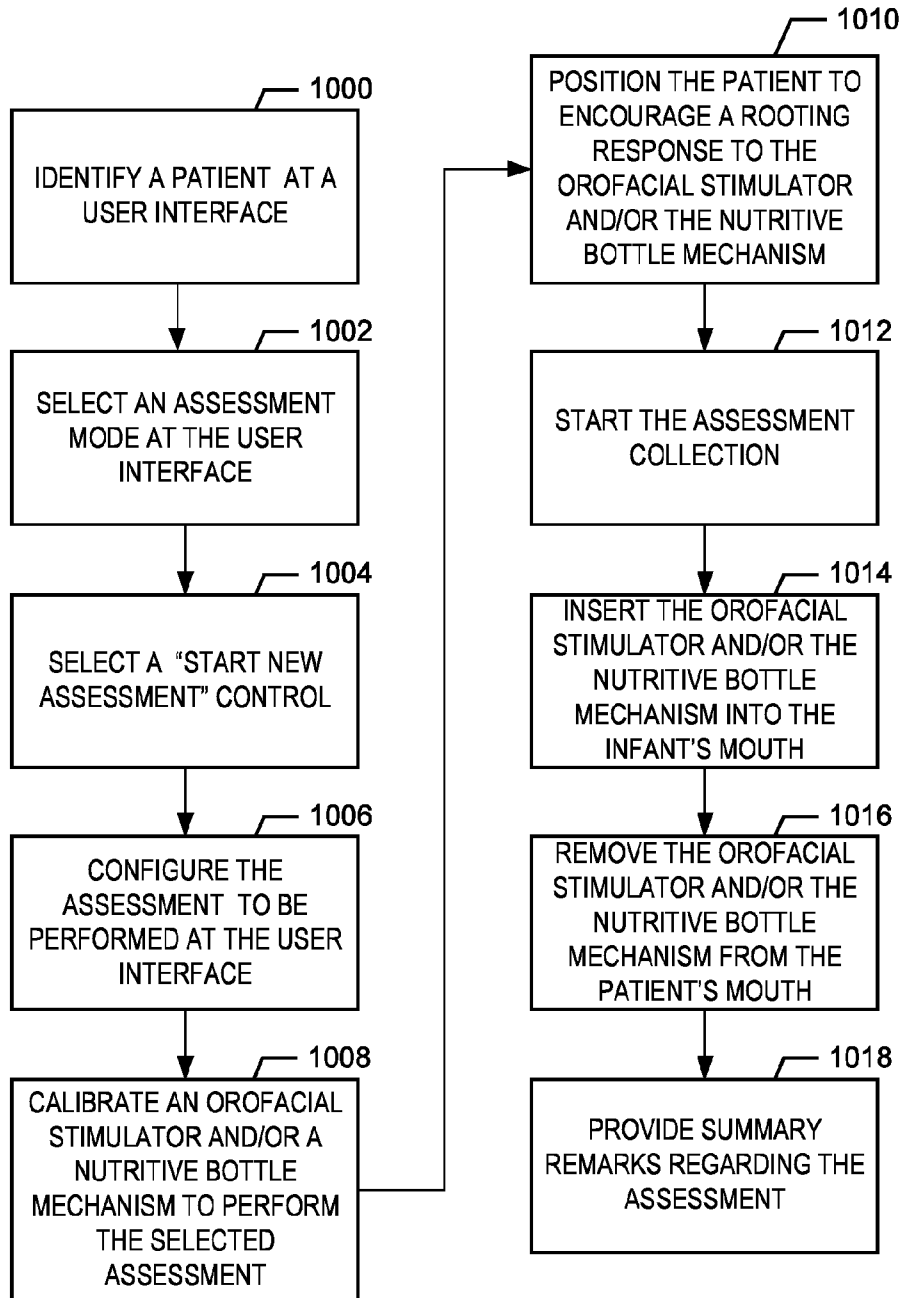 1000
IDENTIFY A PATIENT AT A
USER INTERFACE
1002
SELECT AN ASSESSMENT
MODE AT THE USER
INTERFACE
1004
SELECT A “START NEW
ASSESSMENT” CONTROL
1006
CONFIGURE THE
ASSESSMENT TO BE
PERFORMED AT THE USER
INTERFACE
1008
CALIBRATE AN OROFACIAL
STIMULATOR AND/OR A
NUTRITIVE BOTTLE
MECHANISM TO PERFORM
THE SELECTED
ASSESSMENT
1010
POSITION THE PATIENT TO
ENCOURAGE A ROOTING
RESPONSE TO THE
OROFACIAL STIMULATOR
AND/OR THE NUTRITIVE
BOTTLE MECHANISM
1012
START THE ASSESSMENT
COLLECTION
1014
INSERT THE OROFACIAL
STIMULATOR AND/OR THE
NUTRITIVE BOTTLE
MECHANISM INTO THE
INFANT’S MOUTH
1016
REMOVE THE OROFACIAL
STIMULATOR AND/OR THE
NUTRITIVE BOTTLE
MECHANISM FROM THE
PATIENT’S MOUTH
1018
PROVIDE SUMMARY
REMARKS REGARDING THE
ASSESSMENT